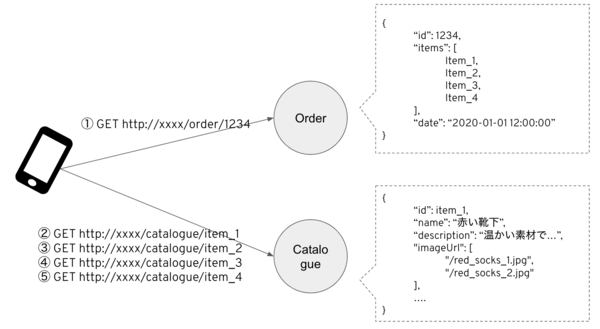 ① GET http://xxxx/order/1234
Order
{
"id": 1234,
"items": [
Item_1,
Item_2,
Item_3,
Item_4
],
"date": "2020-01-01 12:00:00"
}
② GET http://xxxx/catalogue/item_1
③ GET http://xxxx/catalogue/item_2
④ GET http://xxxx/catalogue/item_3
⑤ GET http://xxxx/catalogue/item_4
Catalo
gue
{
"id": item_1,
"name": "赤い靴下",
"description": "温かい素材で...",
"imageUrl": [
"/red_socks_1.jpg",
"/red_socks_2.jpg"
],
....
}